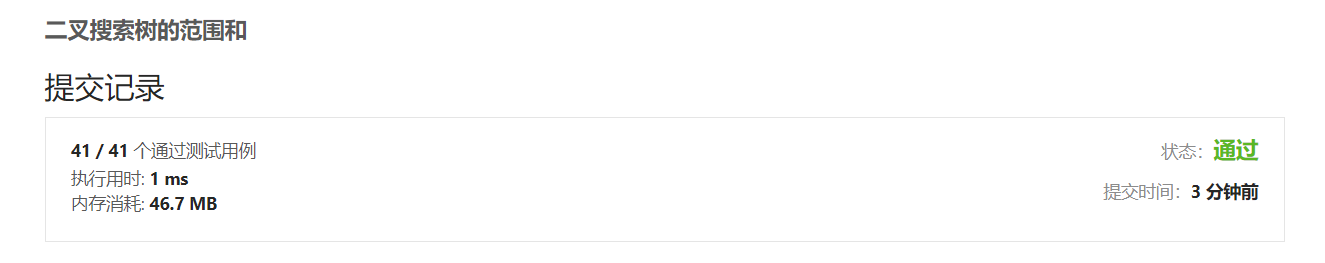 二叉搜索树的范围和
提交记录
41 / 41 个通过测试用例
状态：通过
执行用时: 1 ms
提交时间：3 分钟前
内存消耗: 46.7 MB